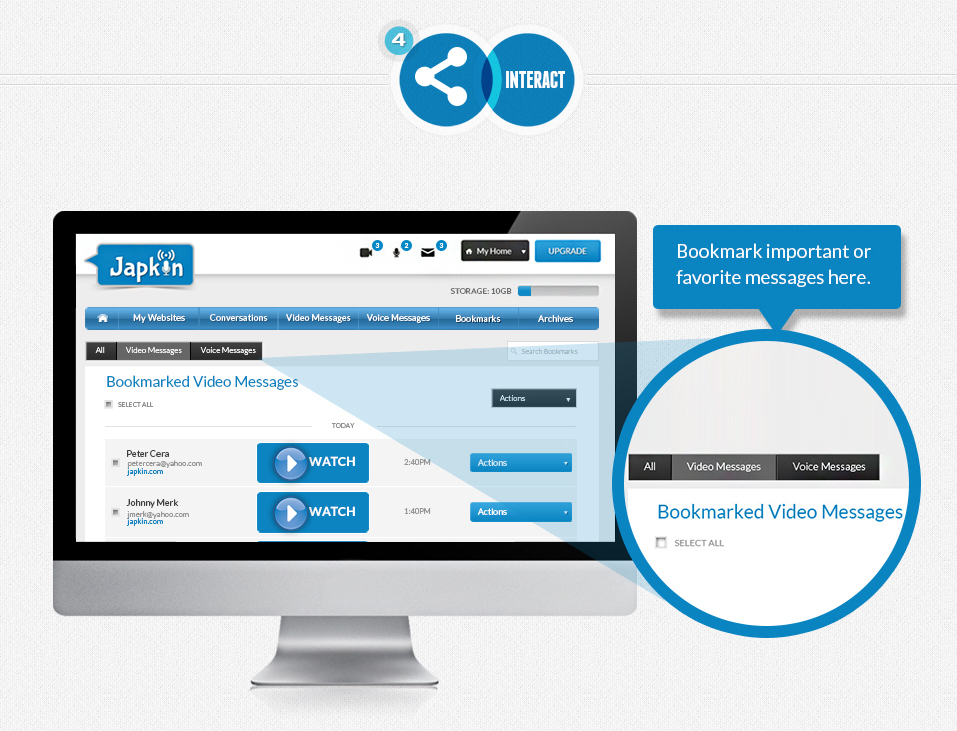 4
INTERACT
Japkin
3
2
3
My Home
UPGRADE
STORAGE: 10GB
My Websites
Conversations
Video Messages
Voice Messages
Bookmarks
Archives
All
Video Messages
Voice Messages
Search Bookmarks
Bookmarked Video Messages
SELECT ALL
Actions
TODAY
Peter Cera
petercera@yahoo.com
japkin.com
WATCH
2:40PM
Actions
Johnny Merk
jmerk@yahoo.com
japkin.com
WATCH
1:40PM
Actions
Bookmark important or
favorite messages here.
All
Video Messages
Voice Messages
Bookmarked Video Messages
SELECT ALL